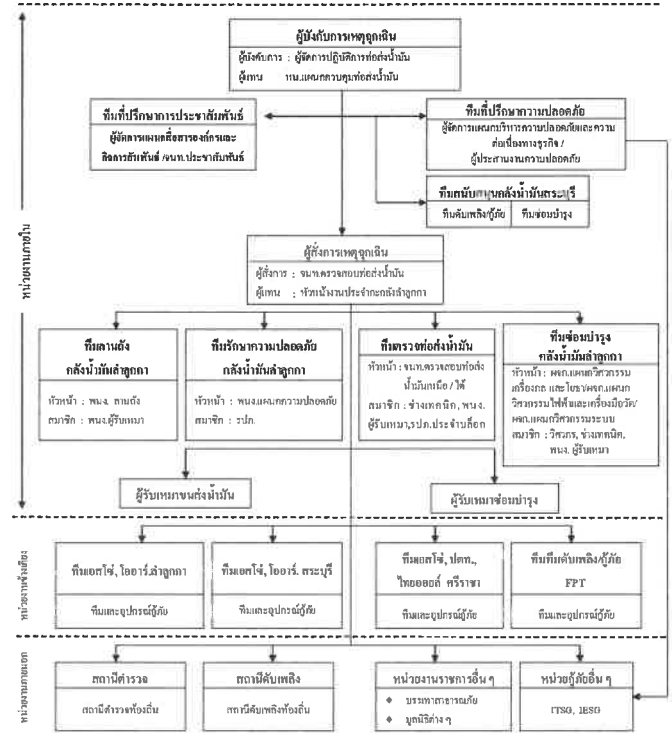 ผู้บังคับการเหตุฉุกเฉิน
ผู้บังคับการ : ผู้จัดการปฏิบัติการท่อส่งน้ำมัน
ผู้แทน หน.แผนกควบคุมท่อส่งน้ำมัน
ทีมที่ปรึกษาการประชาสัมพันธ์
ผู้จัดการแผนกสื่อสารองค์กรและ
กิจการสัมพันธ์ /จนท.ประชาสัมพันธ์
ทีมที่ปรึกษาความปลอดภัย
ผู้จัดการแผนกบริหารความปลอดภัยและความ
ต่อเนื่องทางธุรกิจ /
ผู้ประสานงานความปลอดภัย
ทีมสนับสนุนคลังน้ำมันสระบุรี
ทีมดับเพลิง/กู้ภัย ทีมซ่อมบำรุง
หน่วยงานภายใน
ผู้สั่งการเหตุฉุกเฉิน
ผู้สั่งการ : จนท.ตรวจสอบท่อส่งน้ำมัน
ผู้แทน : หัวหน้างานประจำกะคลังลำลูกกา
ทีมลานถัง
คลังน้ำมันลำลูกกา
หัวหน้า : พนง. ลานถัง
สมาชิก : พนง.ผู้รับเหมา
ทีมรักษาความปลอดภัย
คลังน้ำมันลำลูกกา
หัวหน้า : พนง.แผนกความปลอดภัย
สมาชิก : รปภ.
ทีมตรวจท่อส่งน้ำมัน
หัวหน้า : จนท.ตรวจสอบท่อส่ง
น้ำมันเหนือ / ใต้
สมาชิก : ช่างเทคนิค, พนง.
ผู้รับเหมา,รปภ.ประจำบล็อก
ทีมซ่อมบำรุง
คลังน้ำมันลำลูกกา
หัวหน้า : ผจก.แผนกวิศวกรรม
เครื่องกล และโยธา/ผจก.แผนก
วิศวกรรมไฟฟ้าและเครื่องมือวัด/
ผจก.แผนกวิศวกรรมระบบ
สมาชิก : วิศวกร, ช่างเทคนิค,
พนง. ผู้รับเหมา
ผู้รับเหมาขนส่งน้ำมัน
ผู้รับเหมาซ่อมบำรุง
หน่วยงานข้างเคียง
ทีมเอสโซ่, โออาร์.ลำลูกกา
ทีมและอุปกรณ์กู้ภัย
ทีมเอสโซ่, โออาร์. สระบุรี
ทีมและอุปกรณ์กู้ภัย
ทีมเอสโซ่, ปตท.,
ไทยออยล์ ศรีราชา
ทีมและอุปกรณ์กู้ภัย
ทีมทีมดับเพลิง/กู้ภัย
FPT
ทีมและอุปกรณ์กู้ภัย
หน่วยงานภายนอก
สถานีตำรวจ
สถานีตำรวจท้องถิ่น
สถานีดับเพลิง
สถานีดับเพลิงท้องถิ่น
หน่วยงานราชการอื่น ๆ
◆ บรรเทาสาธารณภัย
◆ มูลนิธิต่าง ๆ
หน่วยกู้ภัยอื่น ๆ
ITSG, IESG